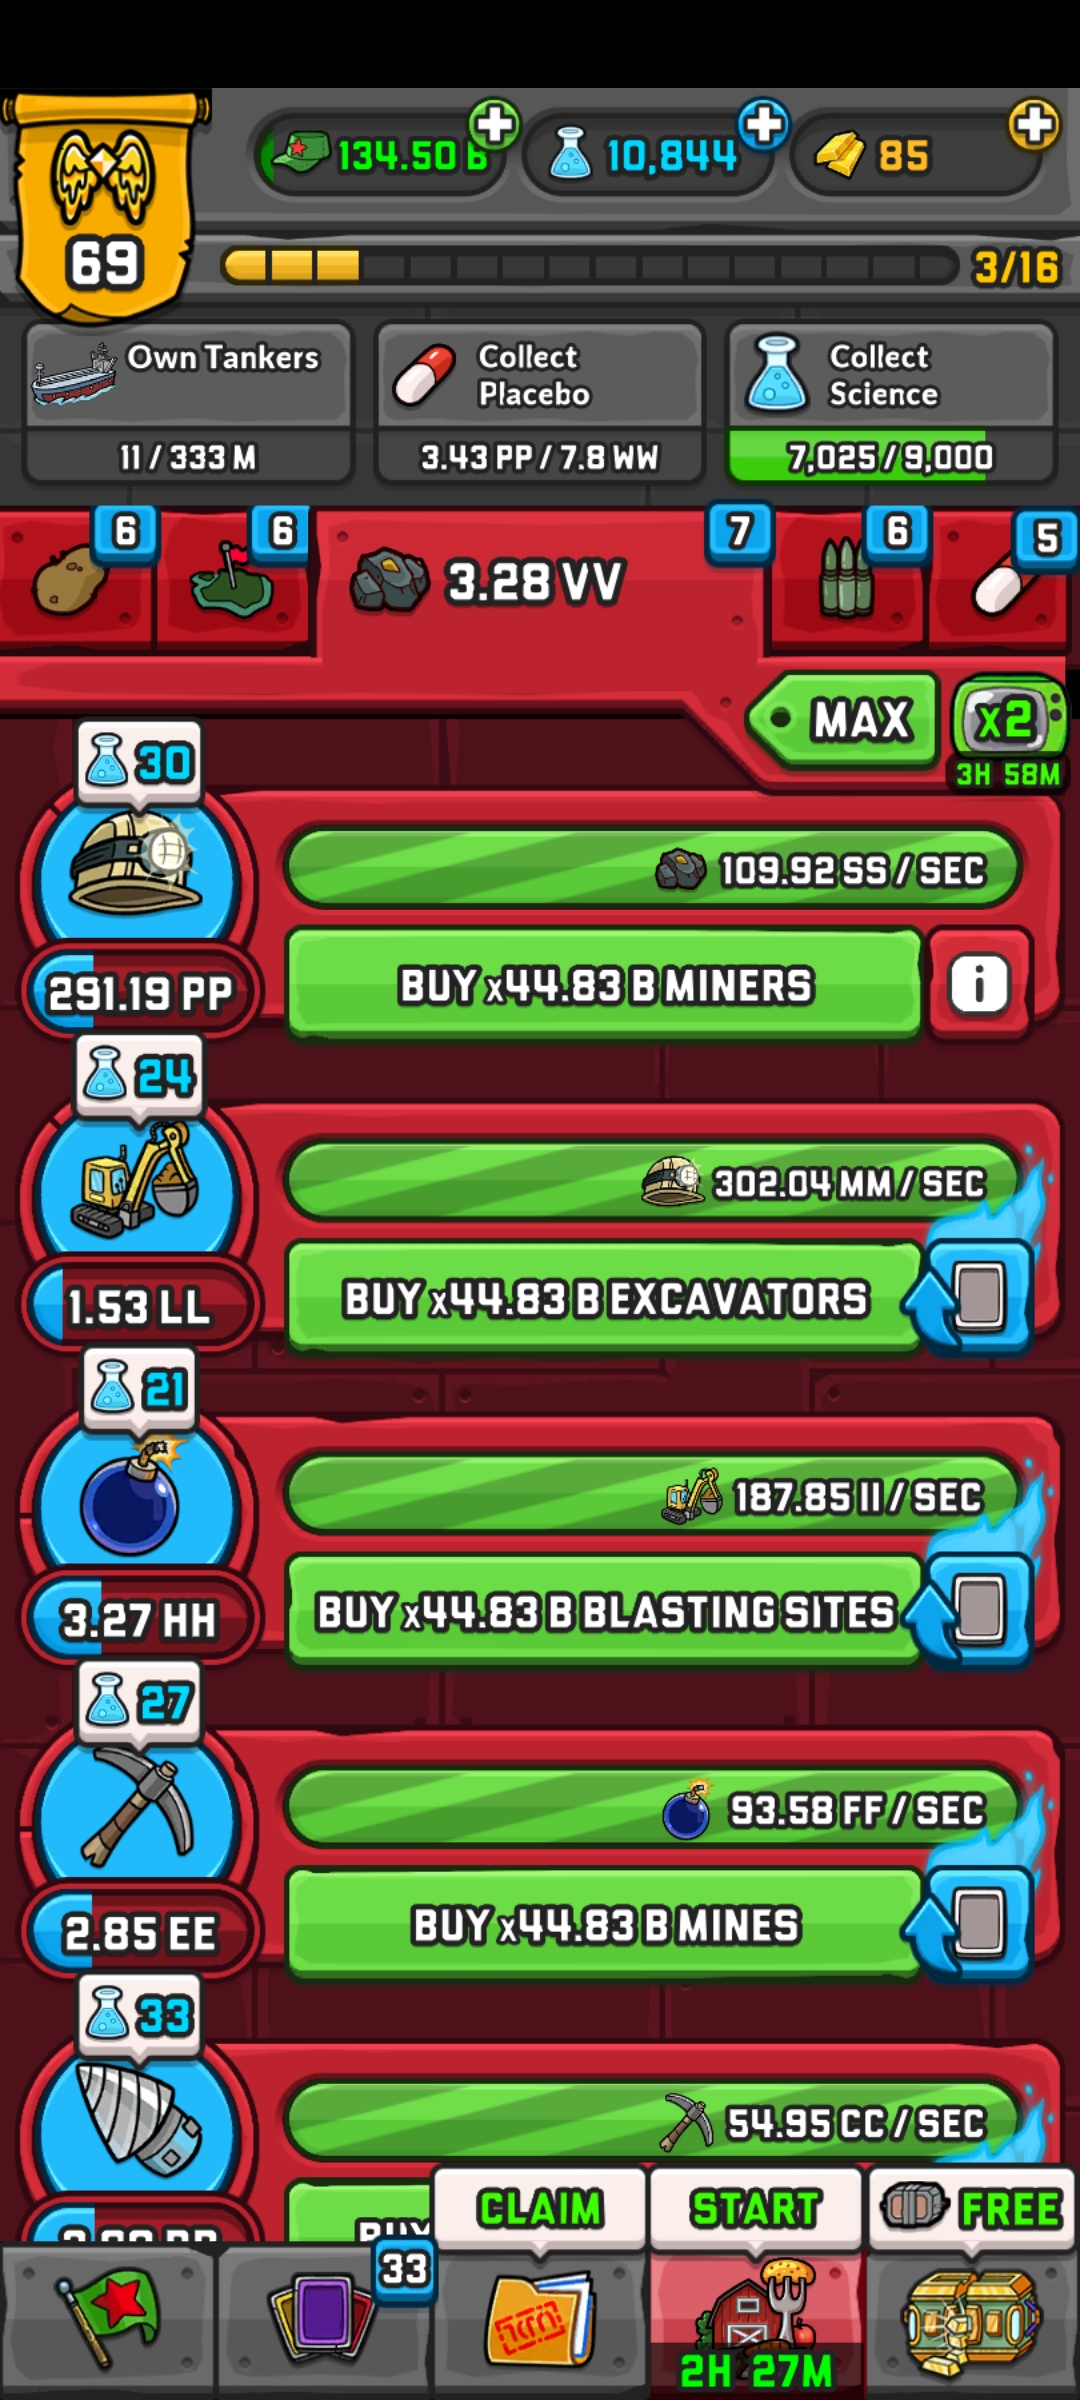 134.50 B
10,844
85
69
3/16
Own Tankers
11 / 333 M
Collect
Placebo
3.43 PP / 7.8 WW
Collect
Science
7,025 / 9,000
6
6
3.28 VV
7
6
5
MAX
x2
3H 58M
30
109.92 SS / SEC
291.19 PP
BUY x44.83 B MINERS
i
24
302.04 MM / SEC
1.53 LL
BUY x44.83 B EXCAVATORS
21
187.85 II / SEC
3.27 HH
BUY x44.83 B BLASTING SITES
27
93.58 FF / SEC
2.85 EE
BUY x44.83 B MINES
33
54.95 CC / SEC
BUY
CLAIM
START
FREE
33
2H 27M